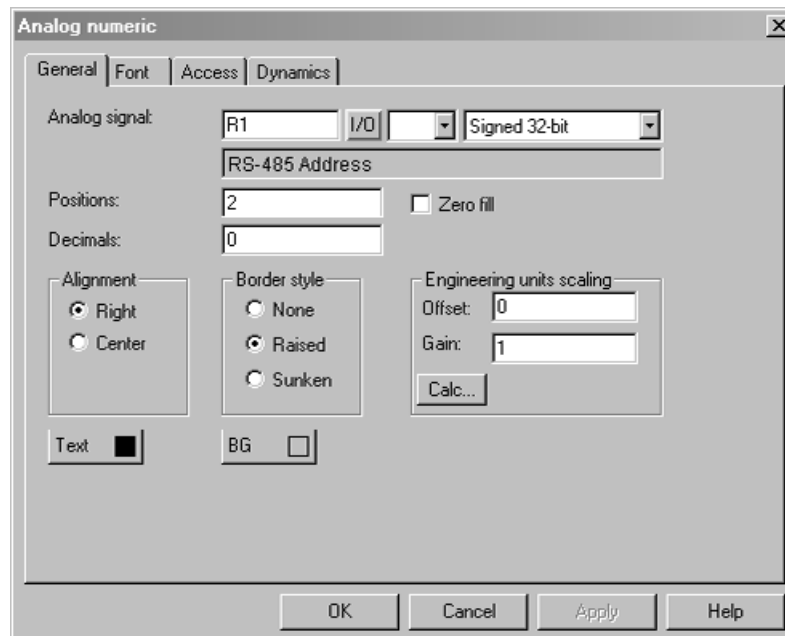 Analog numeric
General Font Access Dynamics
Analog signal: R1 I/O Signed 32-bit
RS-485 Address
Positions: 2 Zero fill
Decimals: 0
Alignment Border style Engineering units scaling
Right None Offset: 0
Center Raised Gain: 1
Sunken Calc...
Text BG
OK Cancel Apply Help